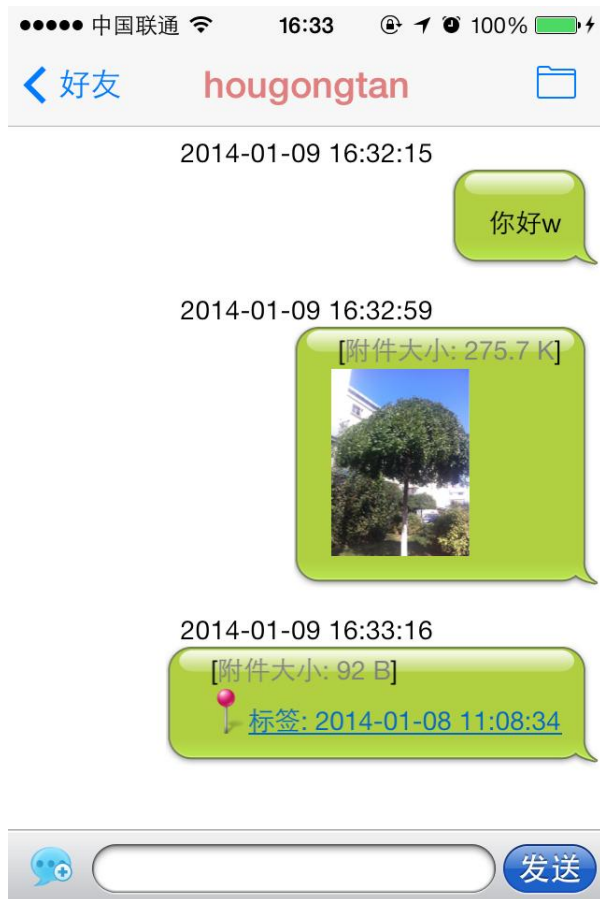 中国联通 16:33 100%
好友 hougongtan
2014-01-09 16:32:15
你好w
2014-01-09 16:32:59
[附件大小: 275.7 K]
2014-01-09 16:33:16
[附件大小: 92 B]
标签: 2014-01-08 11:08:34
发送